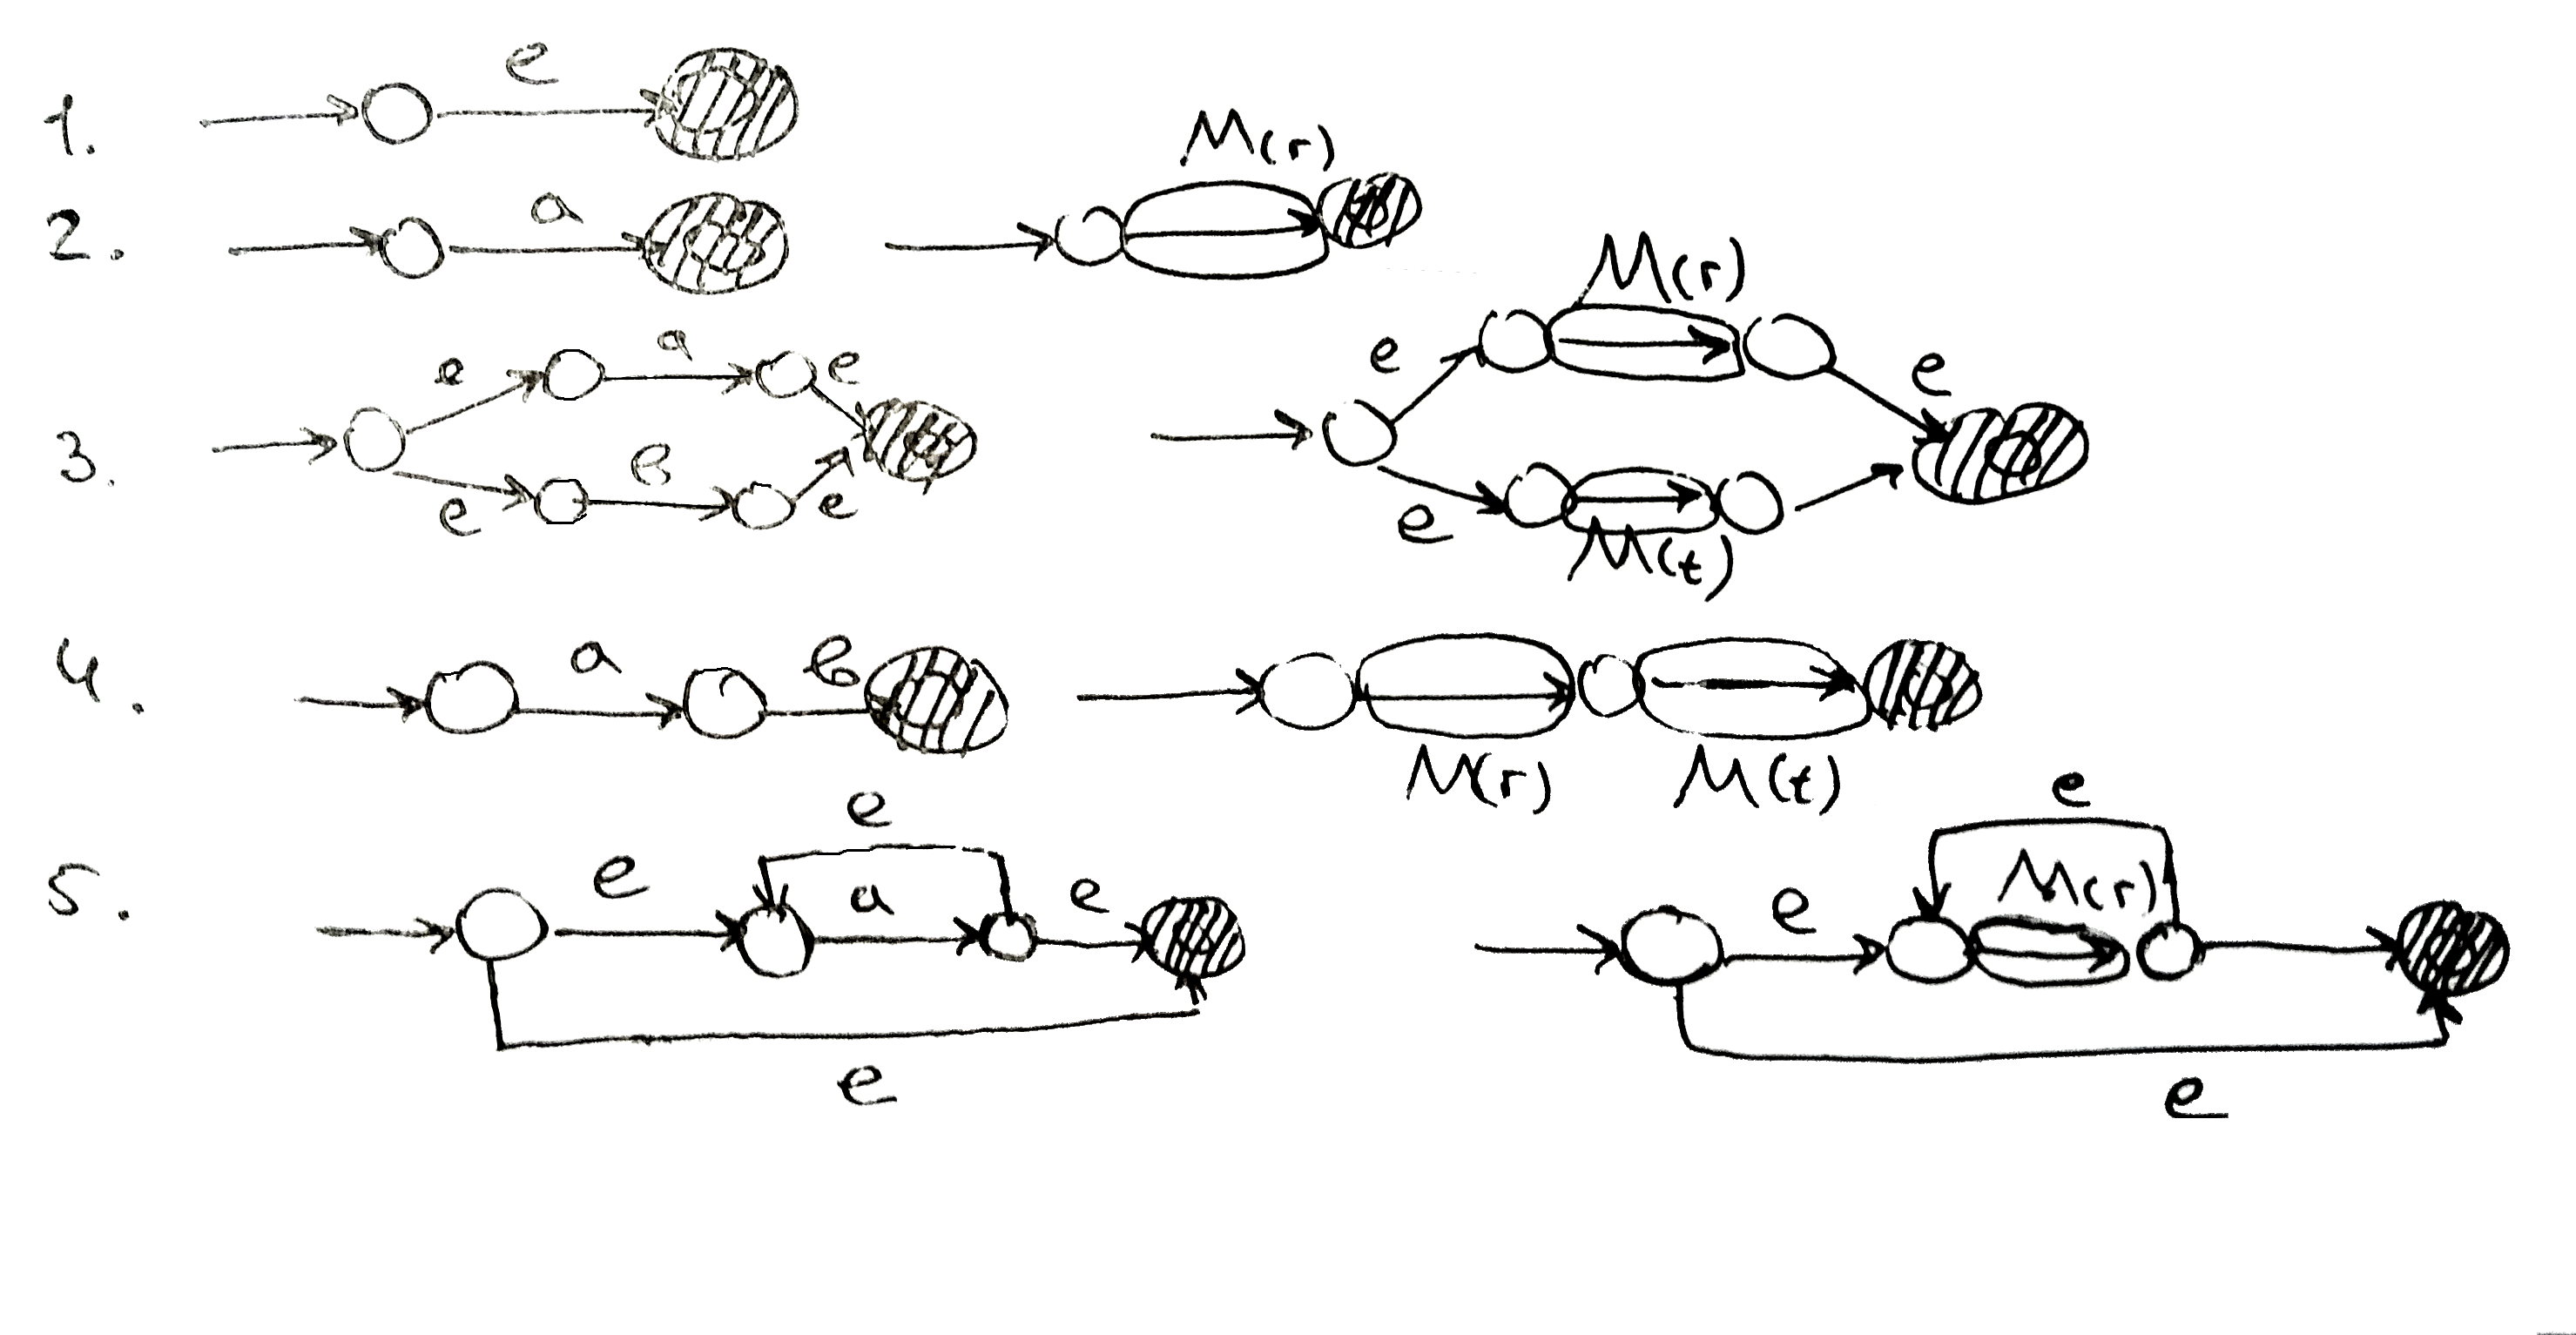 1. e
2. a M(r)
3. e a e e в e e M(r) e e M(t)
4. a в M(r) M(t)
5. e e a e e e e M(r) e